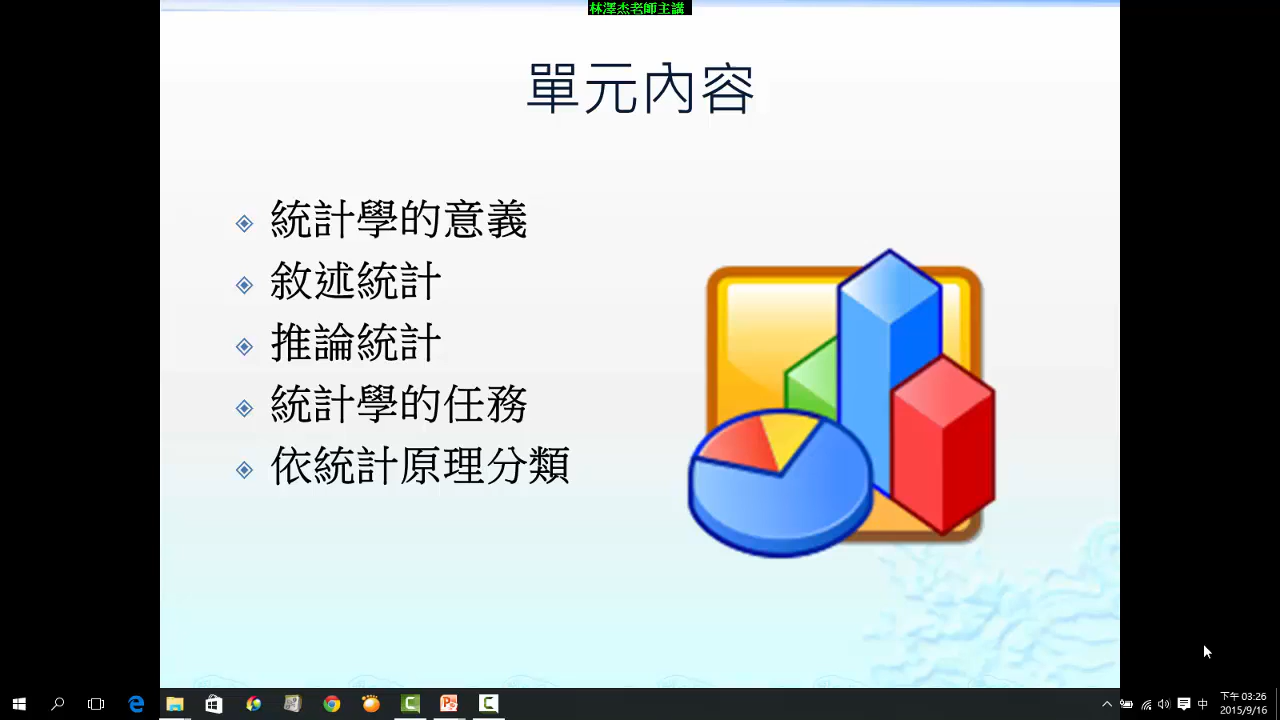 林澤杰老師主講
單元內容
統計學的意義
敘述統計
推論統計
統計學的任務
依統計原理分類
中
下午 03:26
2015/9/16